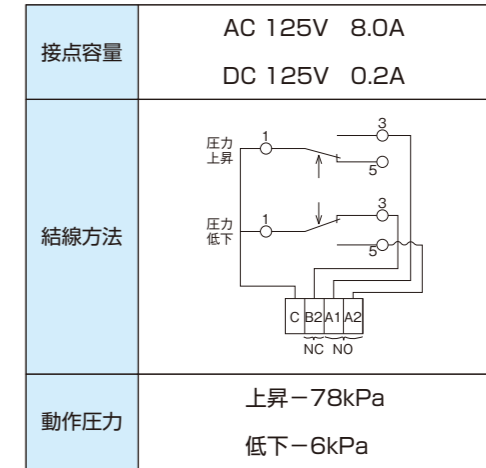 接点容量
AC 125V 8.0A
DC 125V 0.2A
結線方法
圧力
上昇
1
3
5
圧力
低下
1
3
5
C B2 A1 A2
NC NO
動作圧力
上昇−78kPa
低下−6kPa